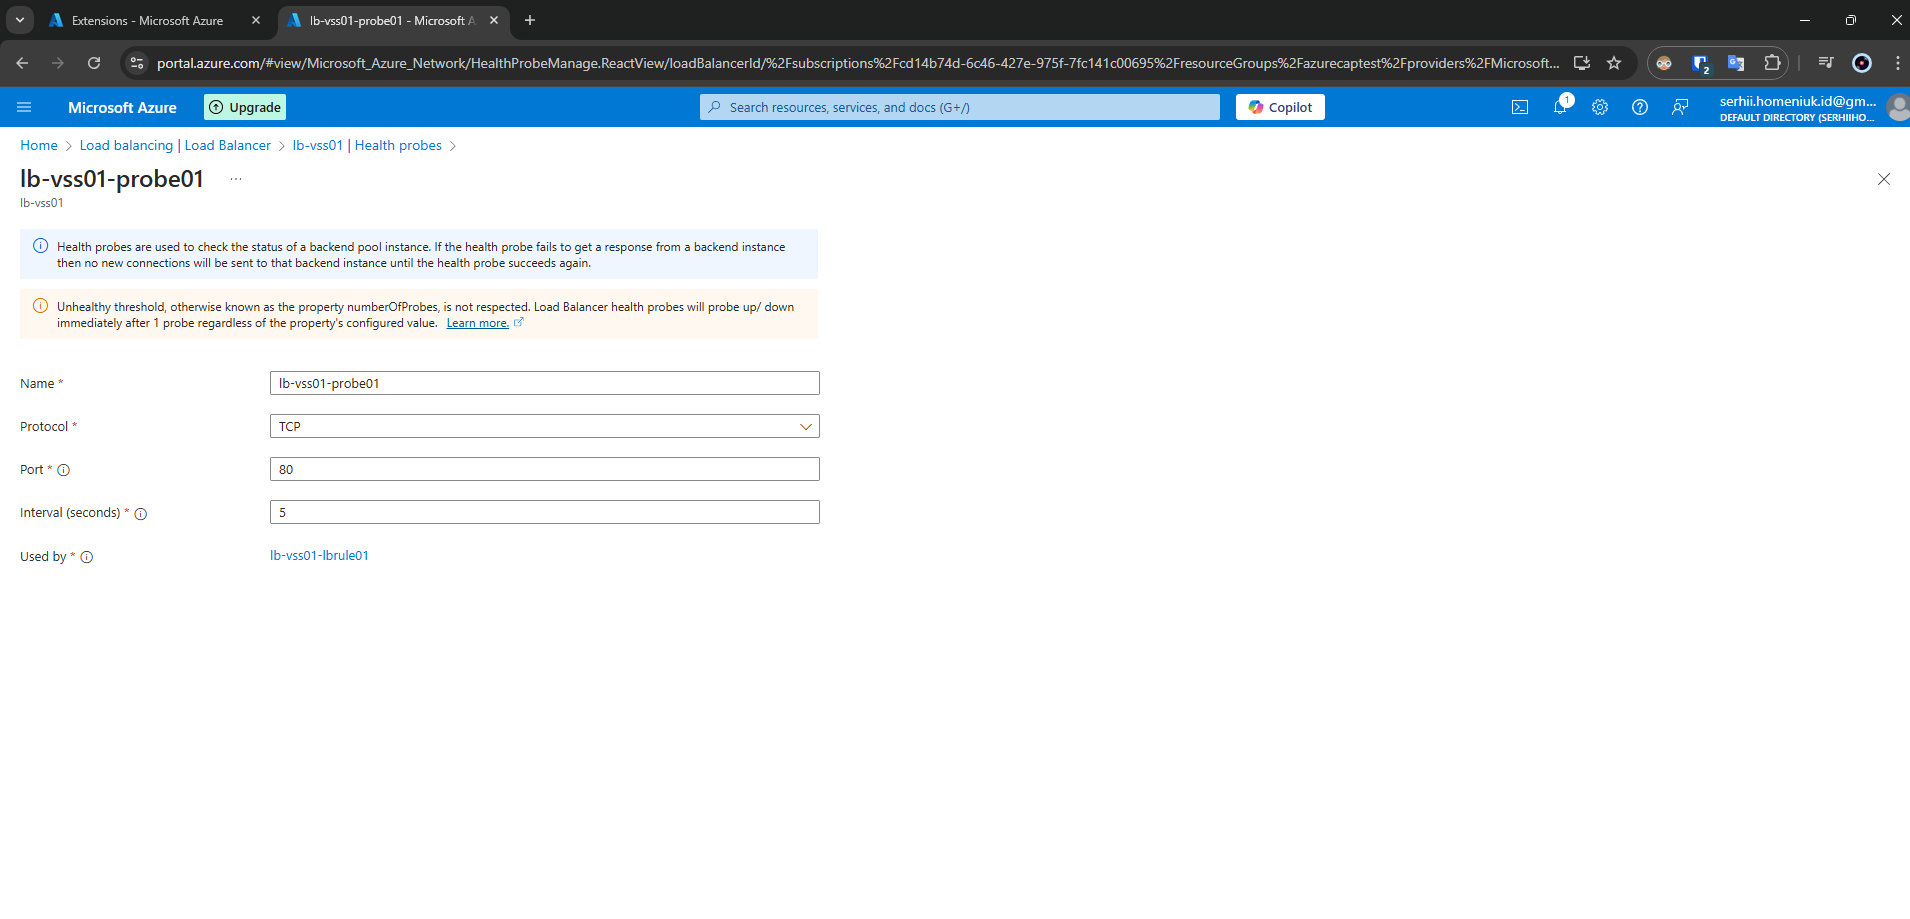 Extensions - Microsoft Azure
lb-vss01-probe01 - Microsoft A
portal.azure.com/#view/Microsoft_Azure_Network/HealthProbeManage.ReactView/loadBalancerId/%2Fsubscriptions%2Fcd14b74d-6c46-427e-975f-7fc141c00695%2FresourceGroups%2Fazurecaptest%2Fproviders%2FMicrosoft...
2
Microsoft Azure
Upgrade
Search resources, services, and docs (G+/)
Copilot
1
serhii.homeniuk.id@gm...
DEFAULT DIRECTORY (SERHIIHO...
Home > Load balancing | Load Balancer > lb-vss01 | Health probes >
lb-vss01-probe01 ...
lb-vss01
Health probes are used to check the status of a backend pool instance. If the health probe fails to get a response from a backend instance
then no new connections will be sent to that backend instance until the health probe succeeds again.
Unhealthy threshold, otherwise known as the property numberOfProbes, is not respected. Load Balancer health probes will probe up/ down
immediately after 1 probe regardless of the property's configured value. Learn more.
Name * lb-vss01-probe01
Protocol * TCP
Port * 80
Interval (seconds) * 5
Used by * lb-vss01-lbrule01